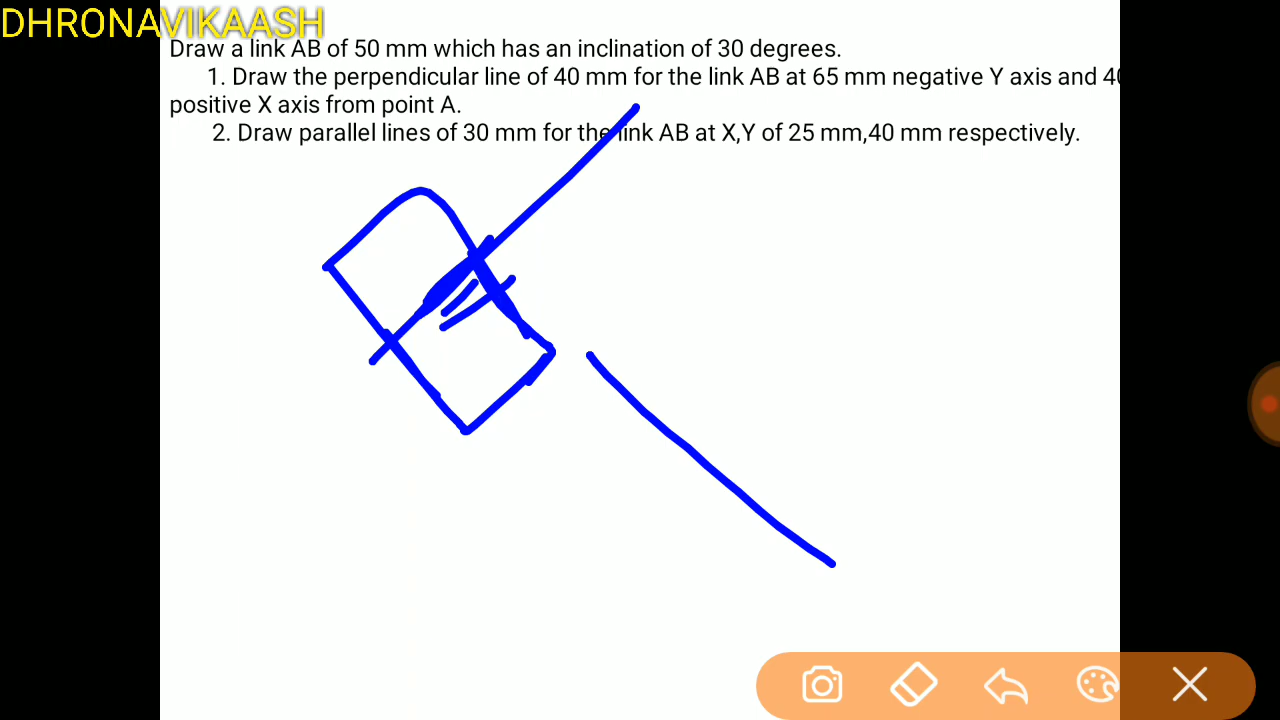 DHRONAVIKAASH
Draw a link AB of 50 mm which has an inclination of 30 degrees.
1. Draw the perpendicular line of 40 mm for the link AB at 65 mm negative Y axis and 40
positive X axis from point A.
2. Draw parallel lines of 30 mm for the link AB at X,Y of 25 mm,40 mm respectively.